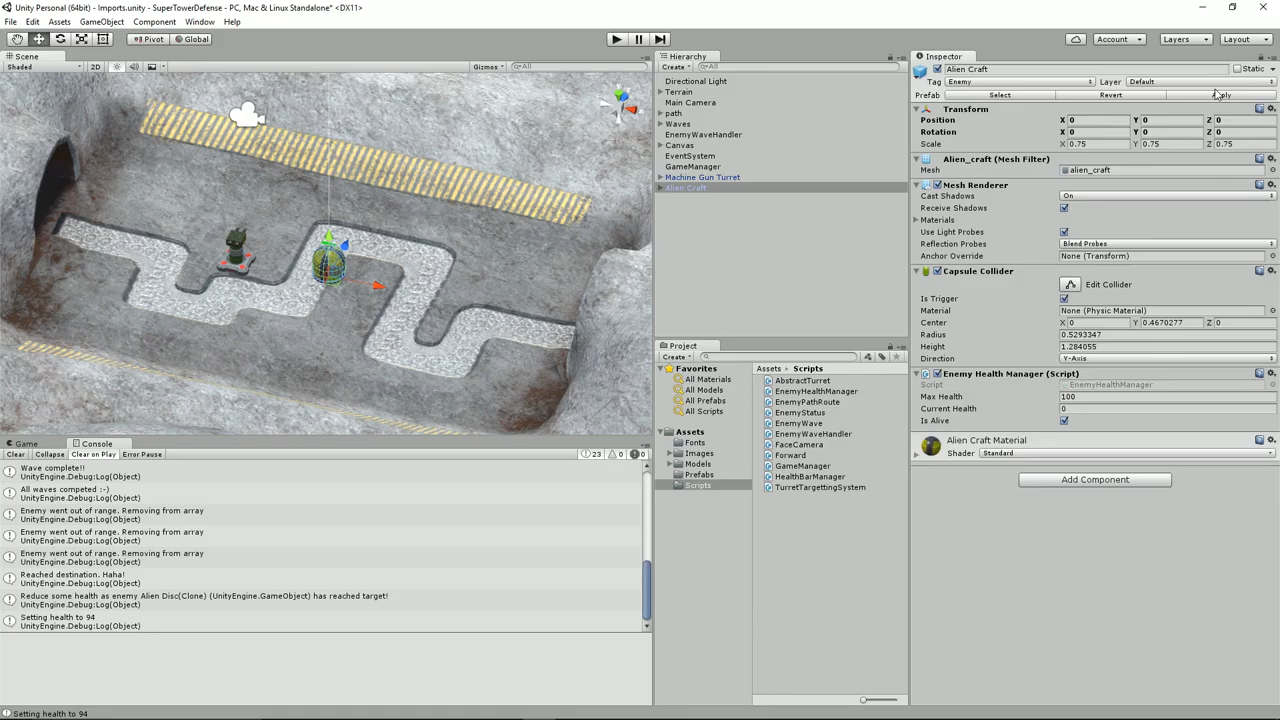 Unity Personal (64bit) - Imports.unity - SuperTowerDefense - PC, Mac & Linux Standalone* <DX11>
File Edit Assets GameObject Component Window Help
Pivot Global Account Layers Layout
Scene
Shaded 2D Gizmos All
Hierarchy
Create All
Directional Light
Terrain
Main Camera
path
Waves
EnemyWaveHandler
Canvas
EventSystem
GameManager
Machine Gun Turret
Alien Craft
Inspector
Alien Craft Static
Tag Enemy Layer Default
Prefab Select Revert
Transform
Position X 0 Y 0 Z 0
Rotation X 0 Y 0 Z 0
Scale X 0.75 Y 0.75 Z 0.75
Alien_craft (Mesh Filter)
Mesh alien_craft
Mesh Renderer
Cast Shadows On
Receive Shadows
Materials
Use Light Probes
Reflection Probes Blend Probes
Anchor Override None (Transform)
Capsule Collider
Edit Collider
Is Trigger
Material None (Physic Material)
Center X 0 Y 0.4670277 Z 0
Radius 0.5293347
Height 1.284055
Direction Y-Axis
Enemy Health Manager (Script)
Script EnemyHealthManager
Max Health 100
Current Health 0
Is Alive
Alien Craft Material
Shader Standard
Add Component
Project
Create
Favorites
All Materials
All Models
All Prefabs
All Scripts
Assets
Fonts
Images
Models
Prefabs
Scripts
Assets Scripts
AbstractTurret
EnemyHealthManager
EnemyPathRoute
EnemyStatus
EnemyWave
EnemyWaveHandler
FaceCamera
Forward
GameManager
HealthBarManager
TurretTargettingSystem
Game Console
Clear Collapse Clear on Play Error Pause 23 0 0
Wave complete!!
UnityEngine.Debug:Log(Object)
All waves competed :-)
UnityEngine.Debug:Log(Object)
Enemy went out of range. Removing from array
UnityEngine.Debug:Log(Object)
Enemy went out of range. Removing from array
UnityEngine.Debug:Log(Object)
Enemy went out of range. Removing from array
UnityEngine.Debug:Log(Object)
Reached destination. Haha!
UnityEngine.Debug:Log(Object)
Reduce some health as enemy Alien Disc(Clone) (UnityEngine.GameObject) has reached target!
UnityEngine.Debug:Log(Object)
Setting health to 94
UnityEngine.Debug:Log(Object)
Setting health to 94